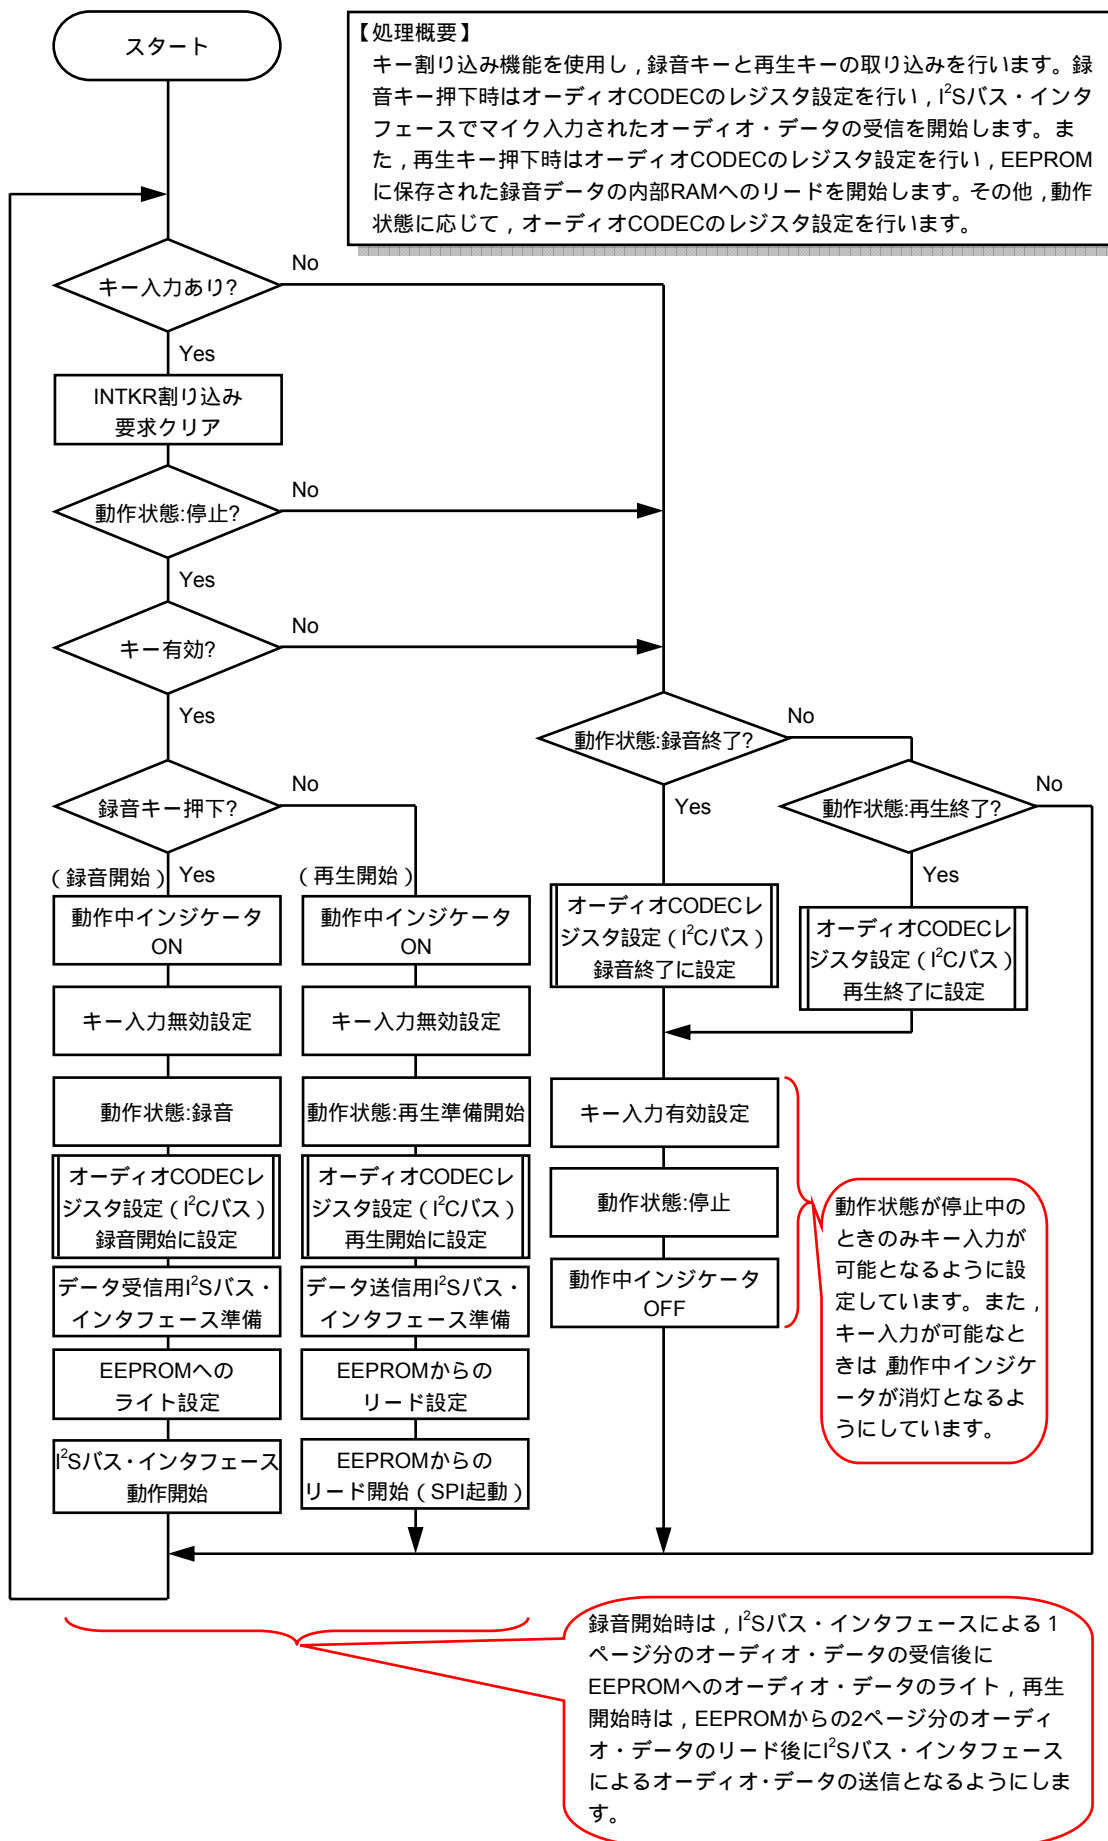 スタート
【処理概要】
キー割り込み機能を使用し，録音キーと再生キーの取り込みを行います。録
音キー押下時はオーディオCODECのレジスタ設定を行い，I²Sバス・インタ
フェースでマイク入力されたオーディオ・データの受信を開始します。ま
た，再生キー押下時はオーディオCODECのレジスタ設定を行い，EEPROM
に保存された録音データの内部RAMへのリードを開始します。その他，動作
状態に応じて，オーディオCODECのレジスタ設定を行います。
キー入力あり?
No
Yes
INTKR割り込み
要求クリア
動作状態:停止?
No
Yes
キー有効?
No
Yes
動作状態:録音終了?
No
Yes
動作状態:再生終了?
No
Yes
録音キー押下?
No
Yes
（録音開始）
（再生開始）
動作中インジケータ
ON
動作中インジケータ
ON
オーディオCODECレ
ジスタ設定（I²Cバス）
録音終了に設定
オーディオCODECレ
ジスタ設定（I²Cバス）
再生終了に設定
キー入力無効設定
キー入力無効設定
動作状態:録音
動作状態:再生準備開始
キー入力有効設定
オーディオCODECレ
ジスタ設定（I²Cバス）
録音開始に設定
オーディオCODECレ
ジスタ設定（I²Cバス）
再生開始に設定
動作状態:停止
データ受信用I²Sバス・
インタフェース準備
データ送信用I²Sバス・
インタフェース準備
動作中インジケータ
OFF
EEPROMへの
ライト設定
EEPROMからの
リード設定
I²Sバス・インタフェース
動作開始
EEPROMからの
リード開始（SPI起動）
動作状態が停止中の
ときのみキー入力が
可能となるように設
定しています。また，
キー入力が可能なと
きは，動作中インジケ
ータが消灯となるよ
うにしています。
録音開始時は，I²Sバス・インタフェースによる1
ページ分のオーディオ・データの受信後に
EEPROMへのオーディオ・データのライト，再生
開始時は，EEPROMからの2ページ分のオーディ
オ・データのリード後にI²Sバス・インタフェース
によるオーディオ・データの送信となるようにしま
す。